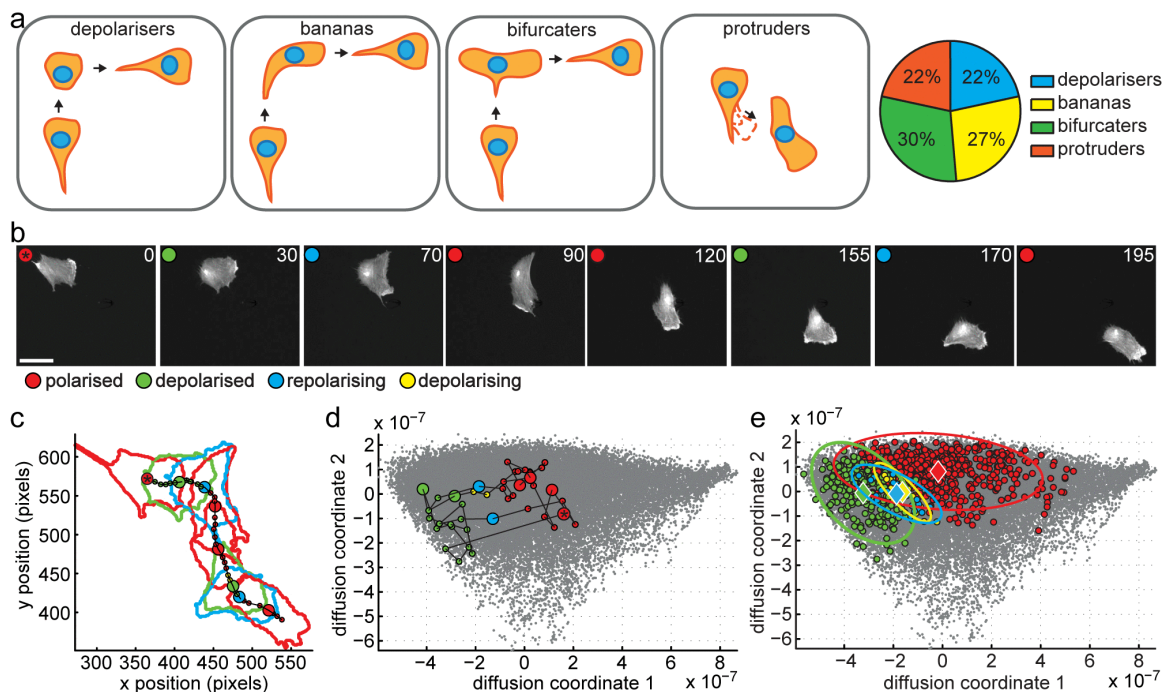 a
depolarisers
bananas
bifurcaters
protruders
22%
22%
30%
27%
depolarisers
bananas
bifurcaters
protruders
b
*
0
30
70
90
120
155
170
195
polarised
depolarised
repolarising
depolarising
c
y position (pixels)
600
550
500
450
400
300
350
400
450
500
550
x position (pixels)
d
x 10⁻⁷
diffusion coordinate 2
2
1
0
−1
−2
−3
−4
−5
−6
−4
−2
0
2
4
6
8
diffusion coordinate 1
x 10⁻⁷
e
x 10⁻⁷
diffusion coordinate 2
2
1
0
−1
−2
−3
−4
−5
−6
−4
−2
0
2
4
6
8
diffusion coordinate 1
x 10⁻⁷